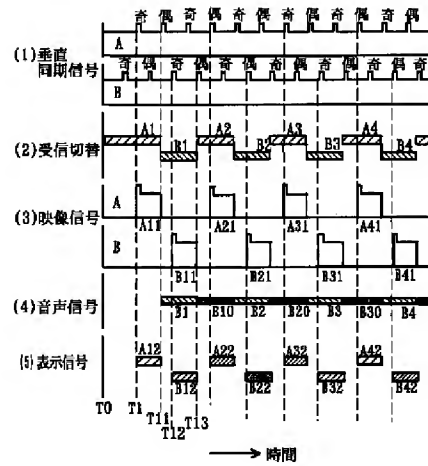 奇 偶 奇 偶 奇 偶 奇 偶 奇
(1)垂直同期信号
A
奇 偶 奇 偶 奇 偶 奇 偶 奇 偶 奇 偶 奇 偶 奇 偶 奇
B
(2)受信切替
A1 A2 A3 A4
B1 B2 B3 B4
(3)映像信号
A
A11 A21 A31 A41
B
B11 B21 B31 B41
(4)音声信号
B1 B10 B2 B20 B3 B30 B4
(5)表示信号
A12 A22 A32 A42
B12 B22 B32 B42
T0 T1 T11 T12 T13
時間